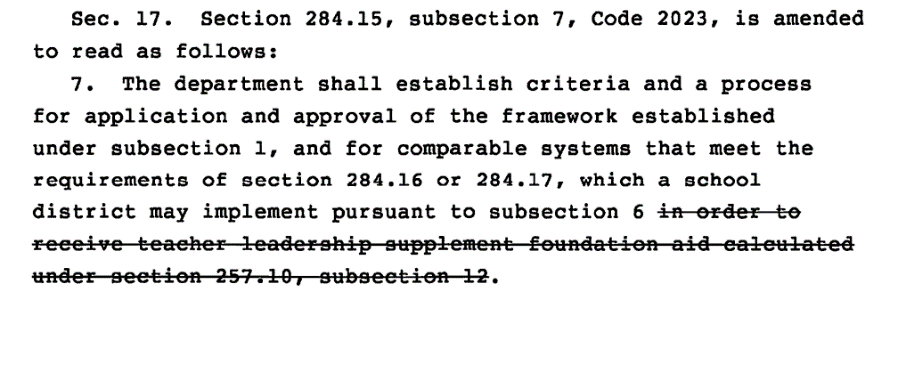 Sec. 17. Section 284.15, subsection 7, Code 2023, is amended
to read as follows:
7. The department shall establish criteria and a process
for application and approval of the framework established
under subsection 1, and for comparable systems that meet the
requirements of section 284.16 or 284.17, which a school
district may implement pursuant to subsection 6 in order to
receive teacher leadership supplement foundation aid calculated
under section 257.10, subsection 12.